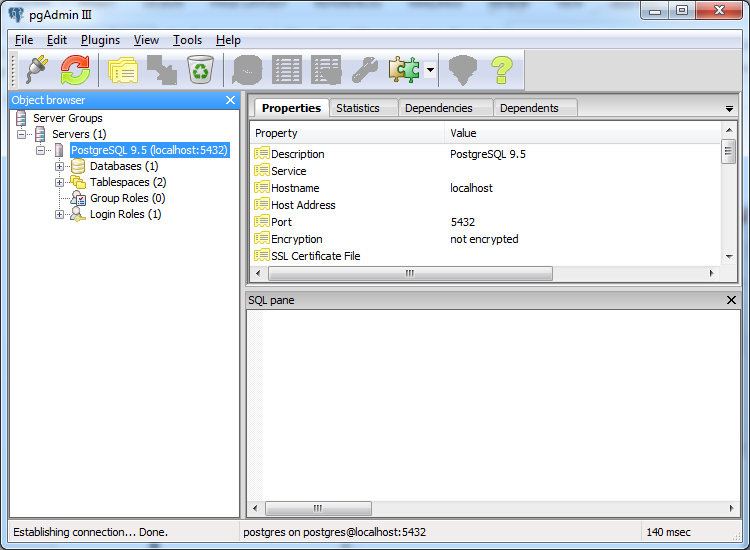 pgAdmin III
File Edit Plugins View Tools Help
Object browser
Server Groups
Servers (1)
PostgreSQL 9.5 (localhost:5432)
Databases (1)
Tablespaces (2)
Group Roles (0)
Login Roles (1)
Properties Statistics Dependencies Dependents
Property Value
Description PostgreSQL 9.5
Service
Hostname localhost
Host Address
Port 5432
Encryption not encrypted
SSL Certificate File
SQL pane
Establishing connection... Done. postgres on postgres@localhost:5432 140 msec